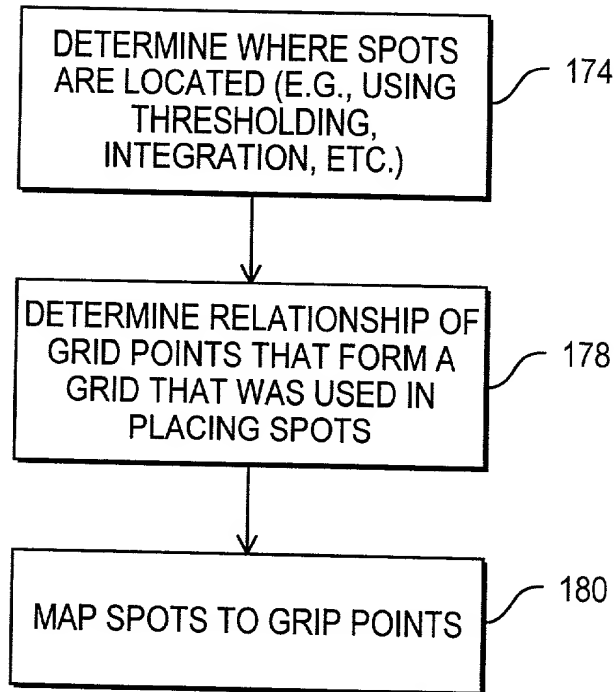 DETERMINE WHERE SPOTS
ARE LOCATED (E.G., USING
THRESHOLDING,
INTEGRATION, ETC.)
174
DETERMINE RELATIONSHIP OF
GRID POINTS THAT FORM A
GRID THAT WAS USED IN
PLACING SPOTS
178
MAP SPOTS TO GRIP POINTS
180